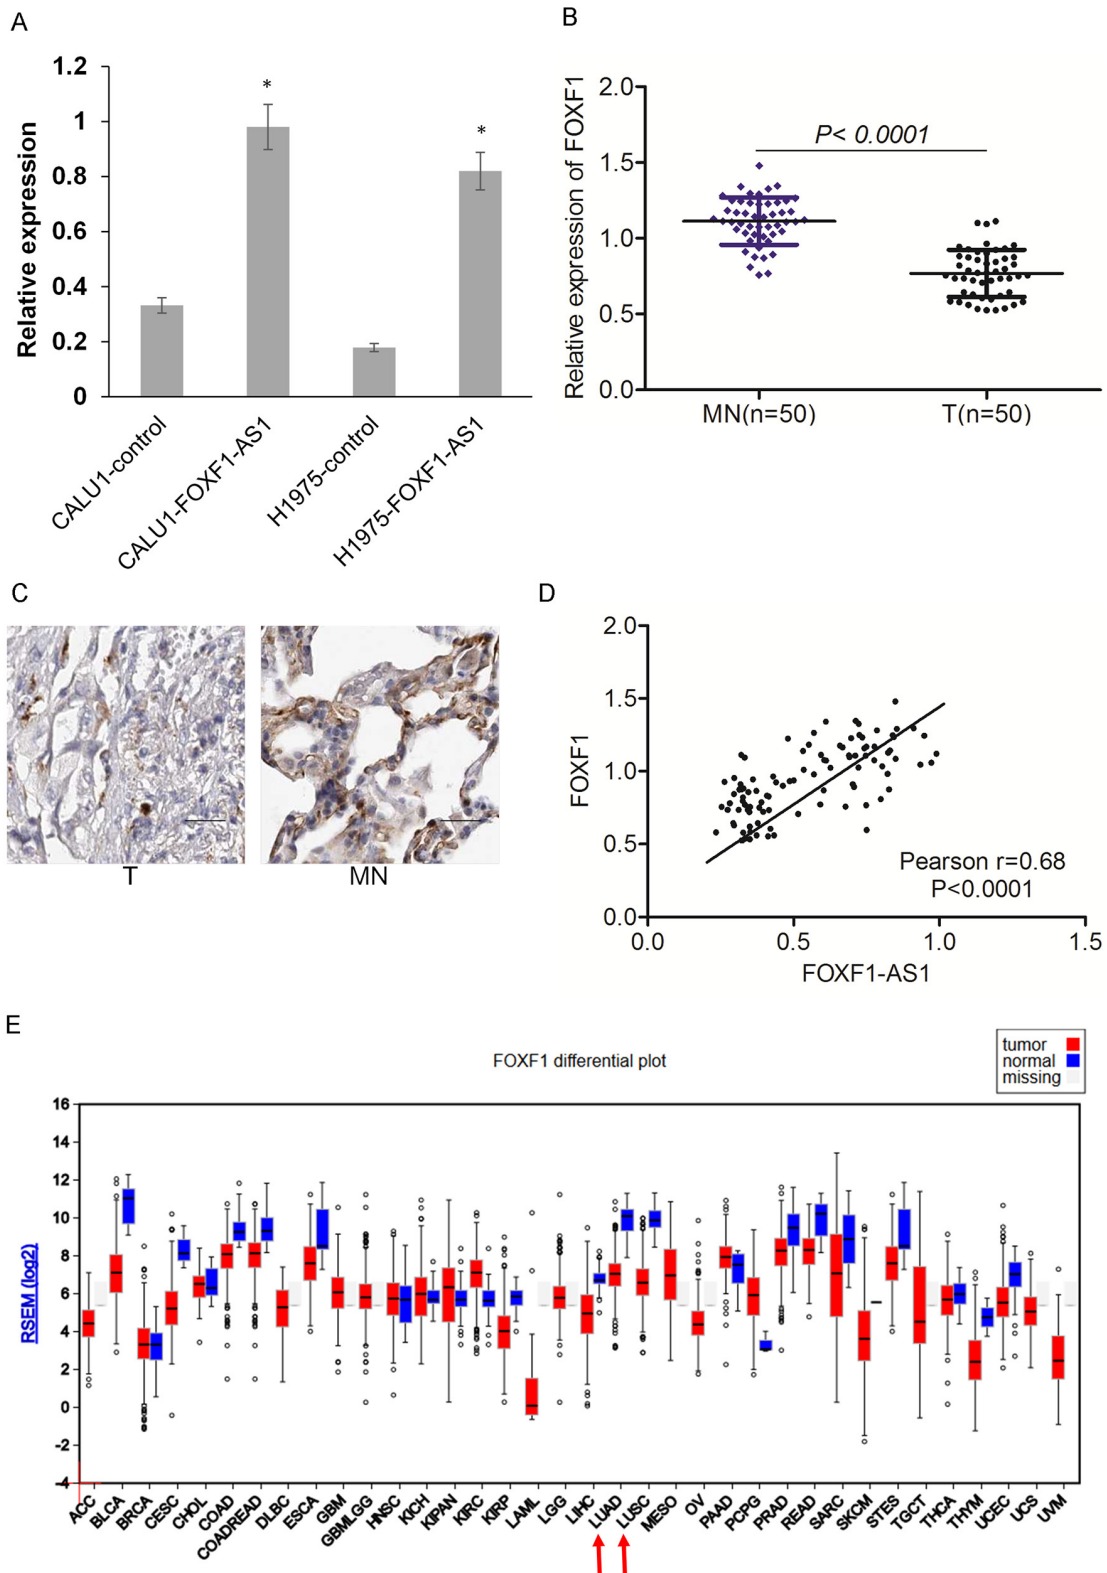 A
1.2
1
0.8
0.6
0.4
0.2
0
Relative expression
*
*
CALU1-control
CALU1-FOXF1-AS1
H1975-control
H1975-FOXF1-AS1
B
2.0
1.5
1.0
0.5
0.0
Relative expression of FOXF1
P< 0.0001
MN(n=50)
T(n=50)
C
T
MN
D
2.0
1.5
1.0
0.5
0.0
FOXF1
Pearson r=0.68
P<0.0001
0.0
0.5
1.0
1.5
FOXF1-AS1
E
FOXF1 differential plot
tumor
normal
missing
RSEM (log2)
16
14
12
10
8
6
4
2
0
-2
-4
ACC
BLCA
BRCA
CESC
CHOL
COAD
COADREAD
DLBC
ESCA
GBM
GBMLGG
HNSC
KICH
KIPAN
KIRC
KIRP
LAML
LGG
LIHC
LUAD
LUSC
MESO
OV
PAAD
PCPG
PRAD
READ
SARC
SKCM
STES
TGCT
THCA
THYM
UCEC
UCS
UVM